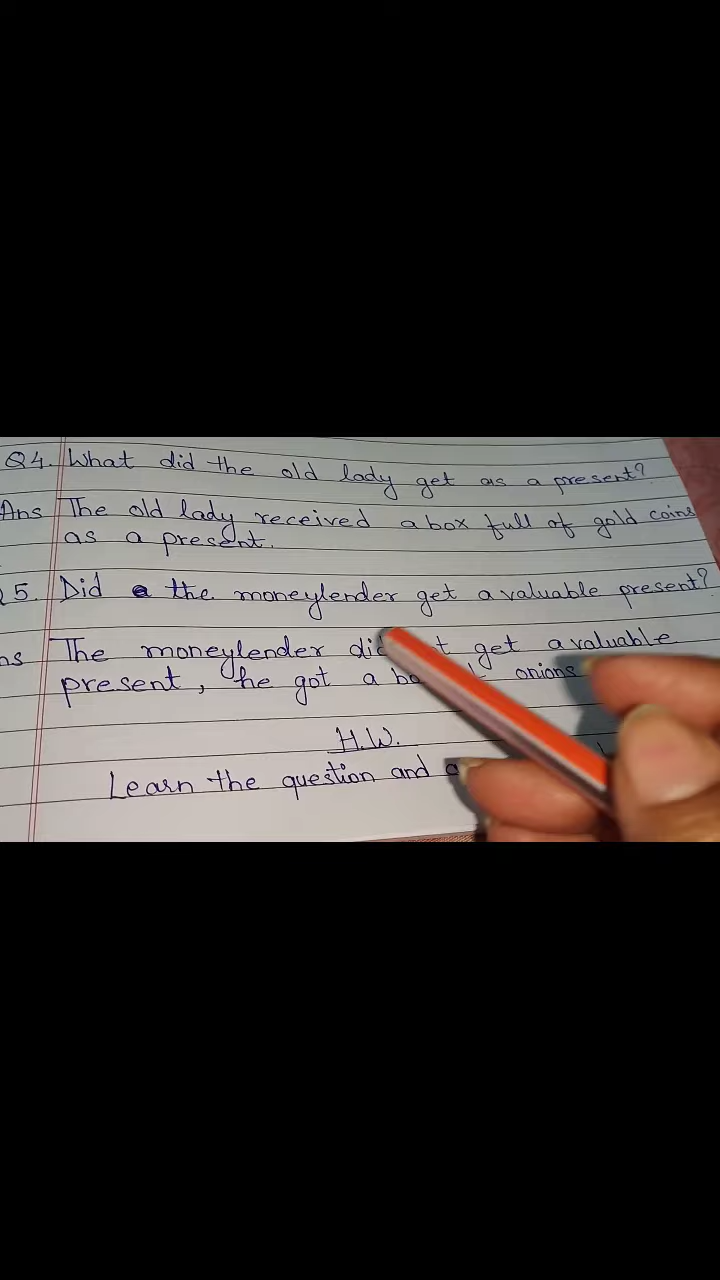 Q4. What did the old lady get as a present?
Ans The old lady received a box full of gold coins
as a present.
5. Did the moneylender get a valuable present?
ns The moneylender did get a valuable
present, he got a onions
H.W.
Learn the question and